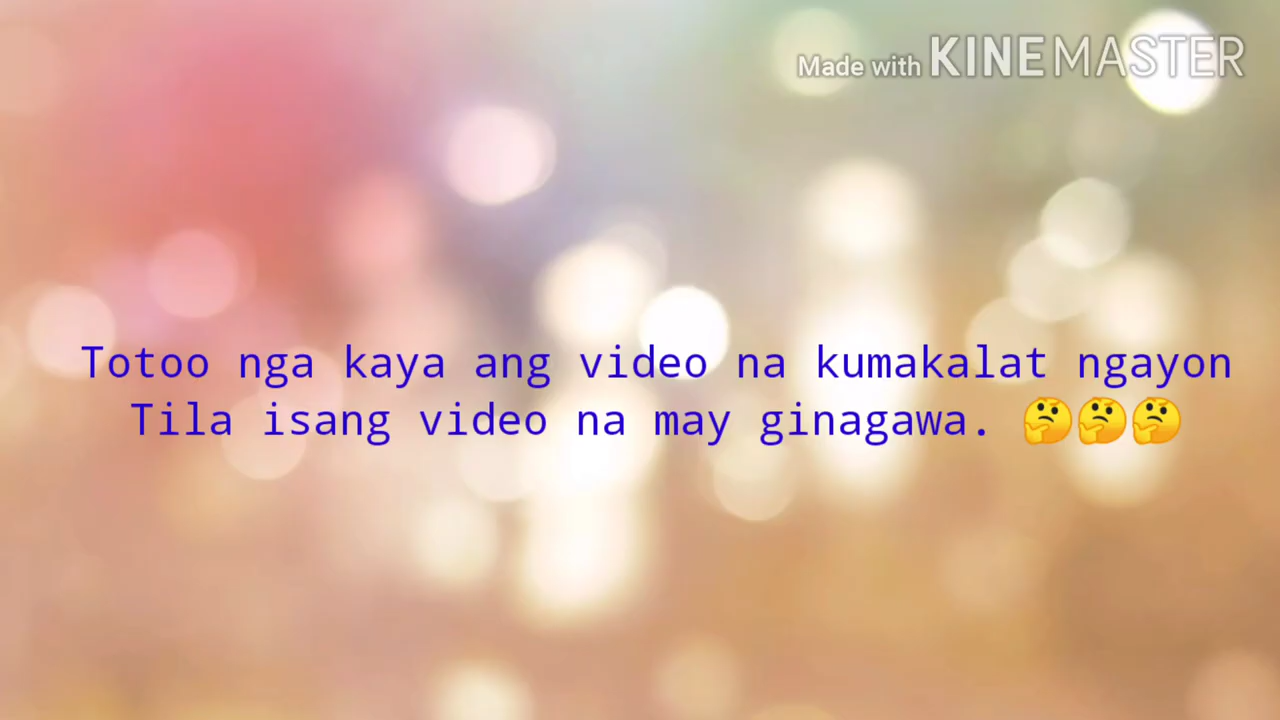 Made with KINEMASTER
Totoo nga kaya ang video na kumakalat ngayon
Tila isang video na may ginagawa. 🤔🤔🤔